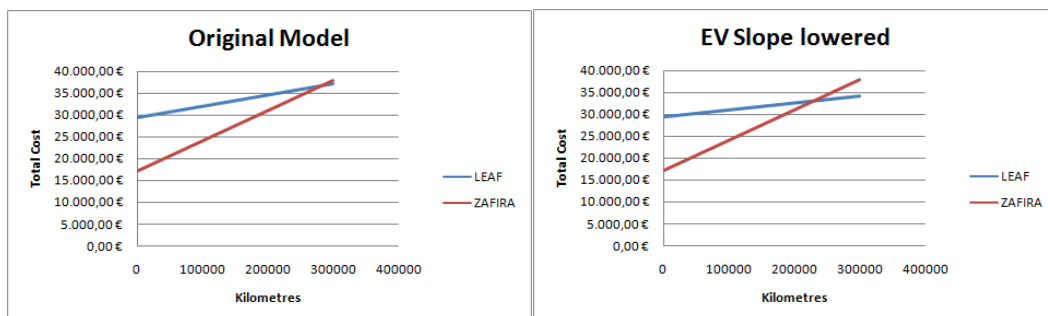 Original Model
40.000,00 €
35.000,00 €
30.000,00 €
25.000,00 €
20.000,00 €
15.000,00 €
10.000,00 €
5.000,00 €
0,00 €
Total Cost
0 100000 200000 300000 400000
Kilometres
LEAF
ZAFIRA
EV Slope lowered
40.000,00 €
35.000,00 €
30.000,00 €
25.000,00 €
20.000,00 €
15.000,00 €
10.000,00 €
5.000,00 €
0,00 €
Total Cost
0 100000 200000 300000 400000
Kilometres
LEAF
ZAFIRA